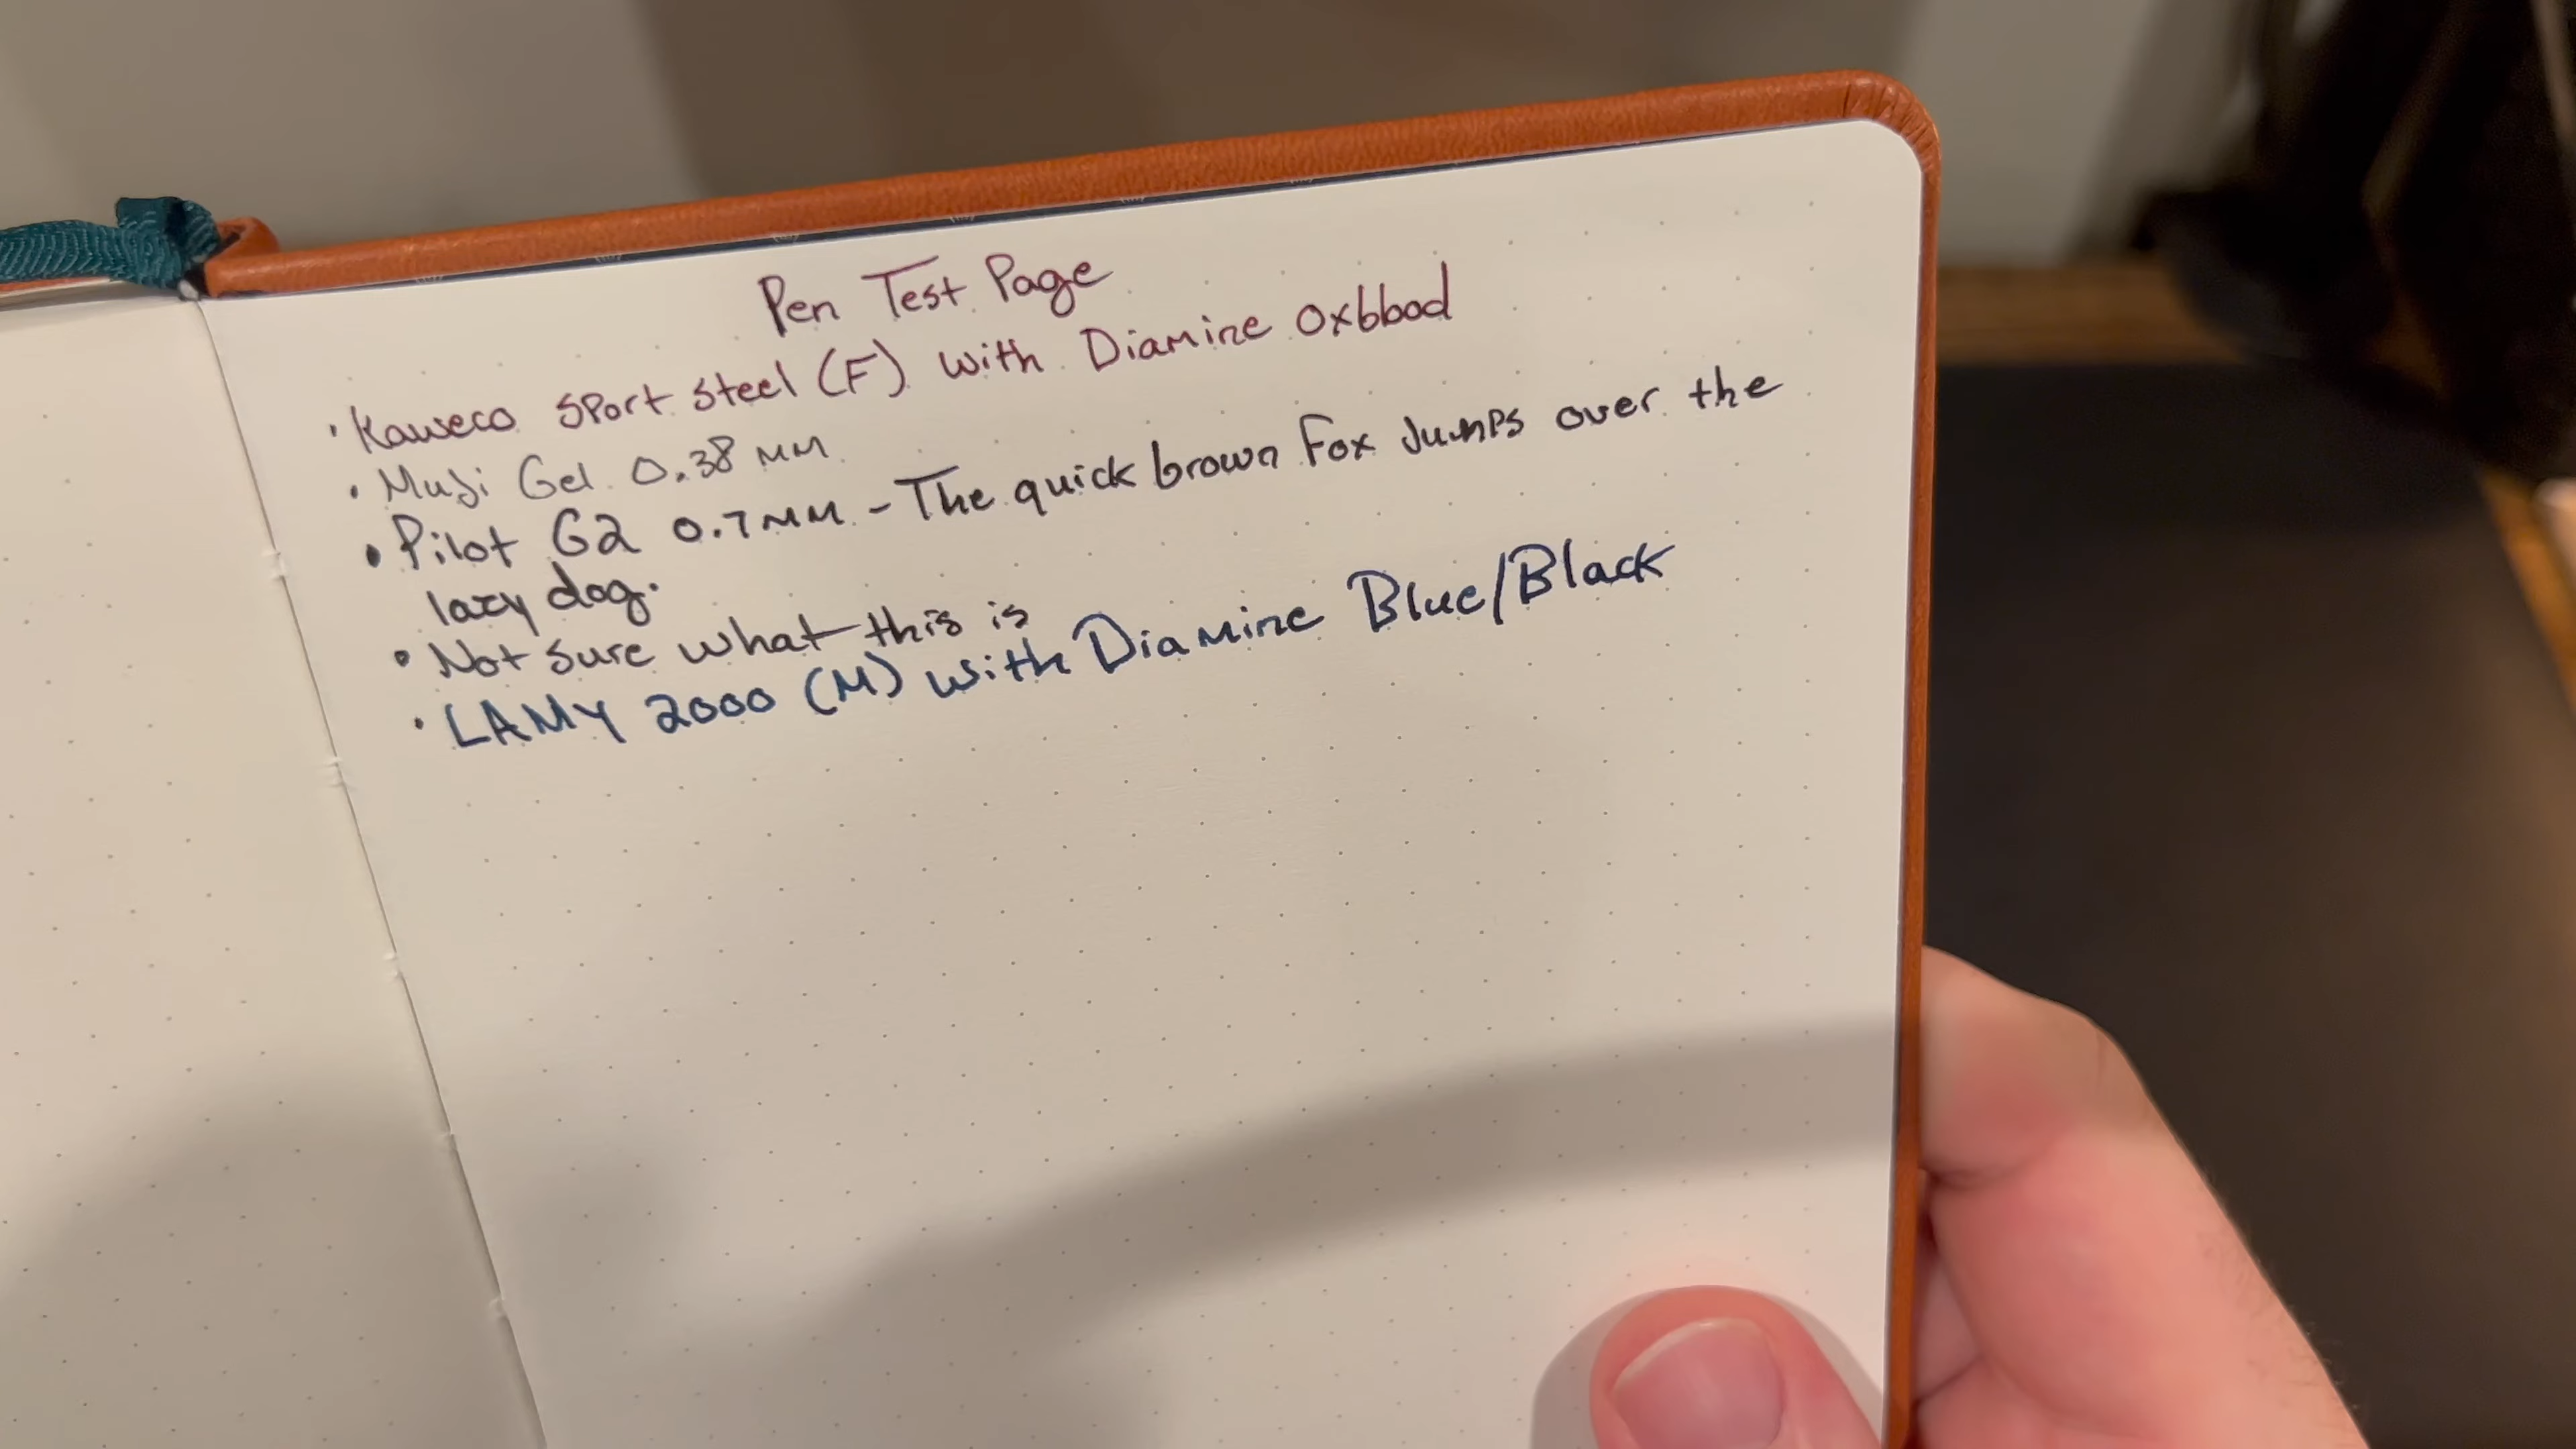 Pen Test Page
• Kaweco Sport Steel (F) with Diamine Oxblood
• Muji Gel 0.38 MM
• Pilot G2 0.7MM - The quick brown Fox Jumps over the
lazy dog.
• Not sure what this is
• LAMY 2000 (M) with Diamine Blue/Black